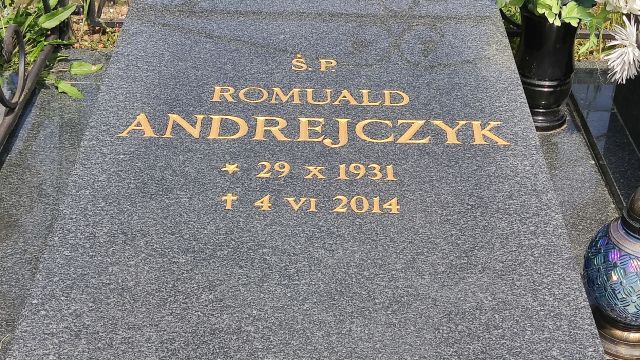 Ś.P.
ROMUALD
ANDREJCZYK
* 29 X 1931
† 4 VI 2014